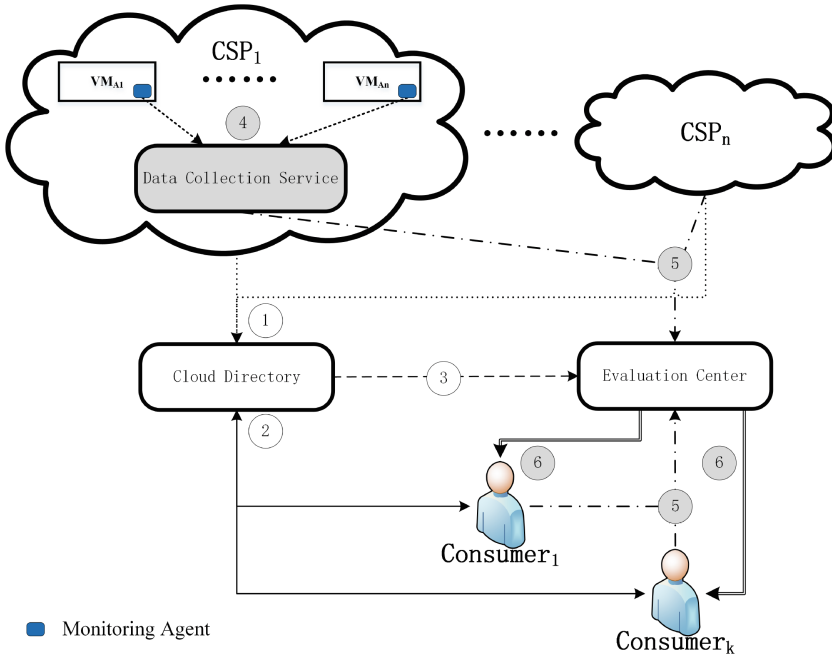 CSP1
VMA1
VMAn
CSPn
4
Data Collection Service
5
1
Cloud Directory
3
Evaluation Center
2
6
6
5
Consumer1
Consumerk
Monitoring Agent